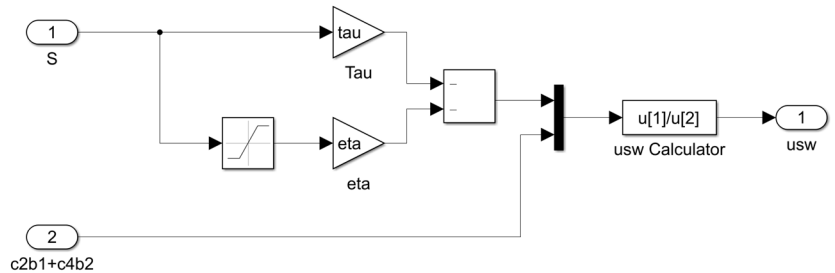 1
S
tau
Tau
eta
eta
−
−
u[1]/u[2]
usw Calculator
1
usw
2
c2b1+c4b2